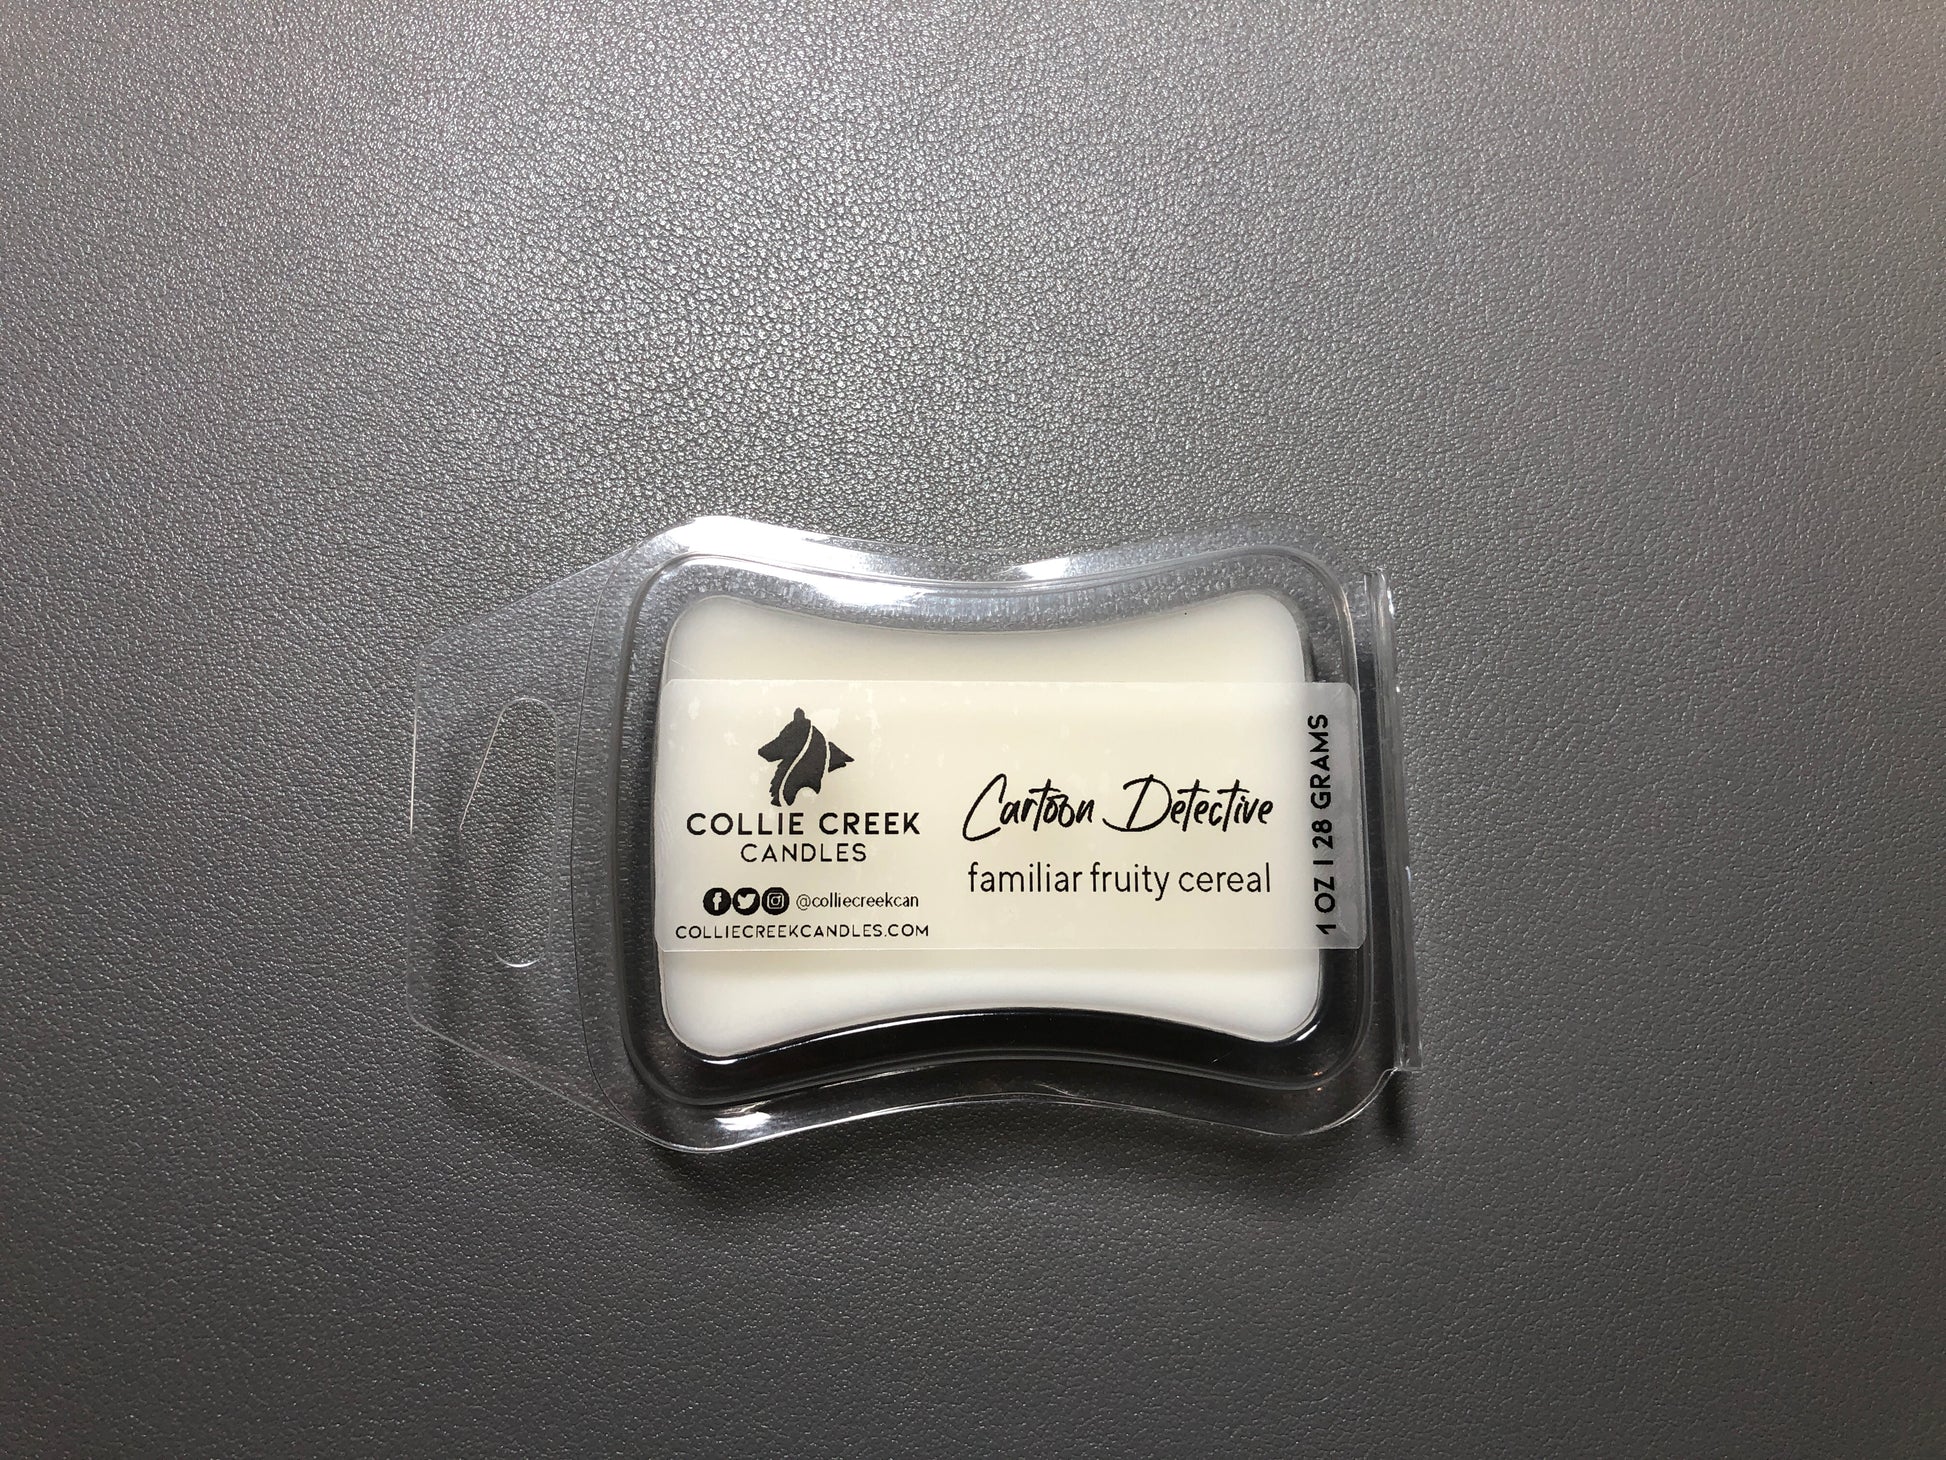 COLLIE CREEK
CANDLES
@colliecreekcan
COLLIECREEKCANDLES.COM
Cartoon Detective
familiar fruity cereal
1 OZ | 28 GRAMS